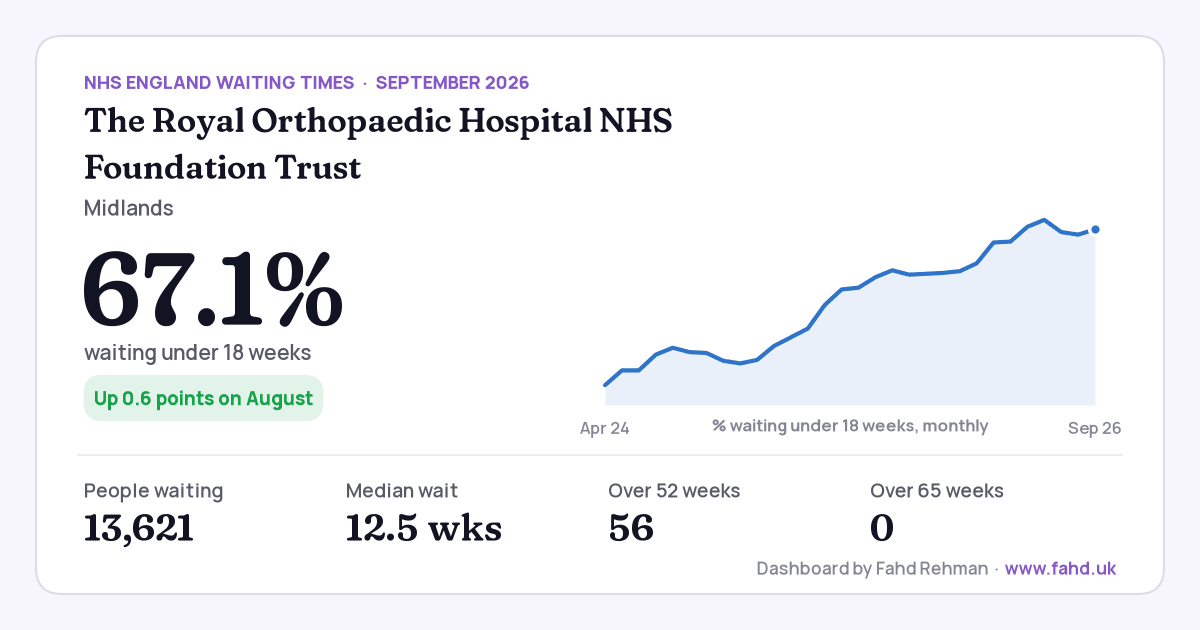 NHS ENGLAND WAITING TIMES · SEPTEMBER 2026
The Royal Orthopaedic Hospital NHS
Foundation Trust
Midlands
67.1%
waiting under 18 weeks
Up 0.6 points on August
Apr 24
% waiting under 18 weeks, monthly
Sep 26
People waiting
13,621
Median wait
12.5 wks
Over 52 weeks
56
Over 65 weeks
0
Dashboard by Fahd Rehman · www.fahd.uk